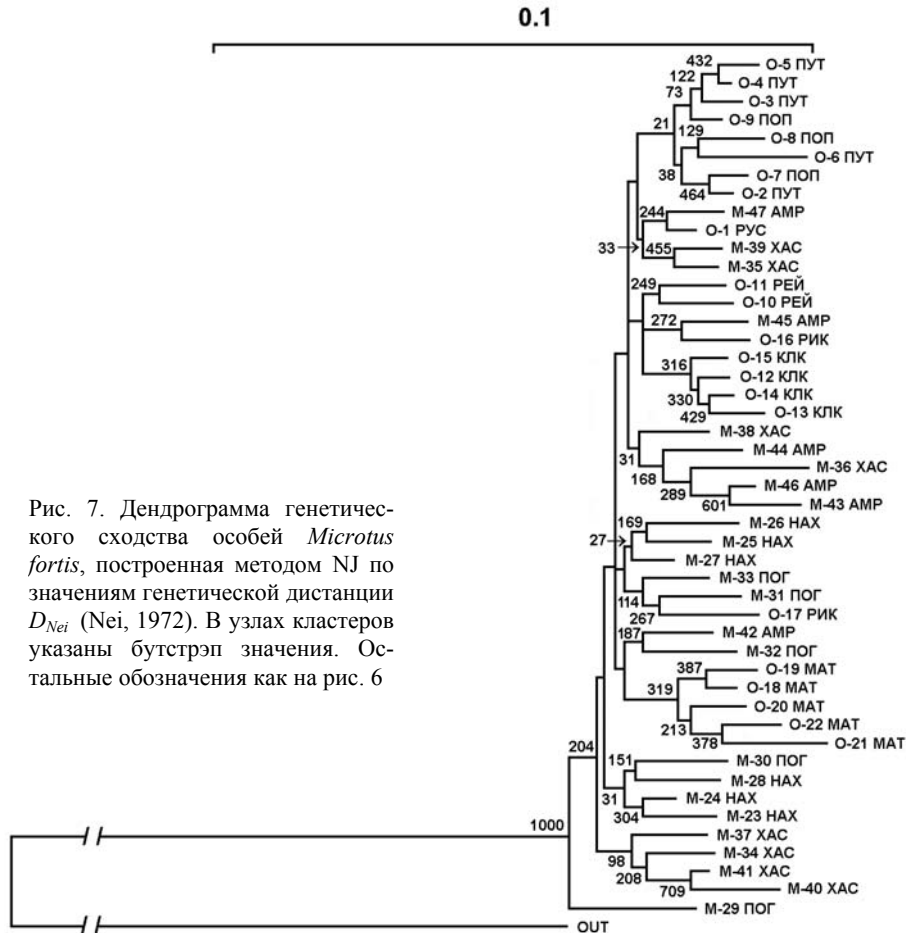 0.1
432
О-5 ПУТ
122
О-4 ПУТ
73
О-3 ПУТ
21
О-9 ПОП
129
О-8 ПОП
О-6 ПУТ
38
О-7 ПОП
464
О-2 ПУТ
244
М-47 АМР
О-1 РУС
33
455
М-39 ХАС
М-35 ХАС
249
О-11 РЕЙ
О-10 РЕЙ
272
М-45 АМР
О-16 РИК
316
О-15 КЛК
О-12 КЛК
330
О-14 КЛК
429
О-13 КЛК
М-38 ХАС
31
М-44 АМР
168
М-36 ХАС
289
М-46 АМР
601
М-43 АМР
169
М-26 НАХ
27
М-25 НАХ
М-27 НАХ
М-33 ПОГ
114
М-31 ПОГ
267
О-17 РИК
187
М-42 АМР
М-32 ПОГ
387
О-19 МАТ
319
О-18 МАТ
О-20 МАТ
213
О-22 МАТ
378
О-21 МАТ
204
151
М-30 ПОГ
М-28 НАХ
31
М-24 НАХ
304
М-23 НАХ
1000
М-37 ХАС
98
М-34 ХАС
208
М-41 ХАС
709
М-40 ХАС
М-29 ПОГ
OUT
Рис. 7. Дендрограмма генетичес-
кого сходства особей Microtus
fortis, построенная методом NJ по
значениям генетической дистанции
D_Nei (Nei, 1972). В узлах кластеров
указаны бутстрэп значения. Ос-
тальные обозначения как на рис. 6